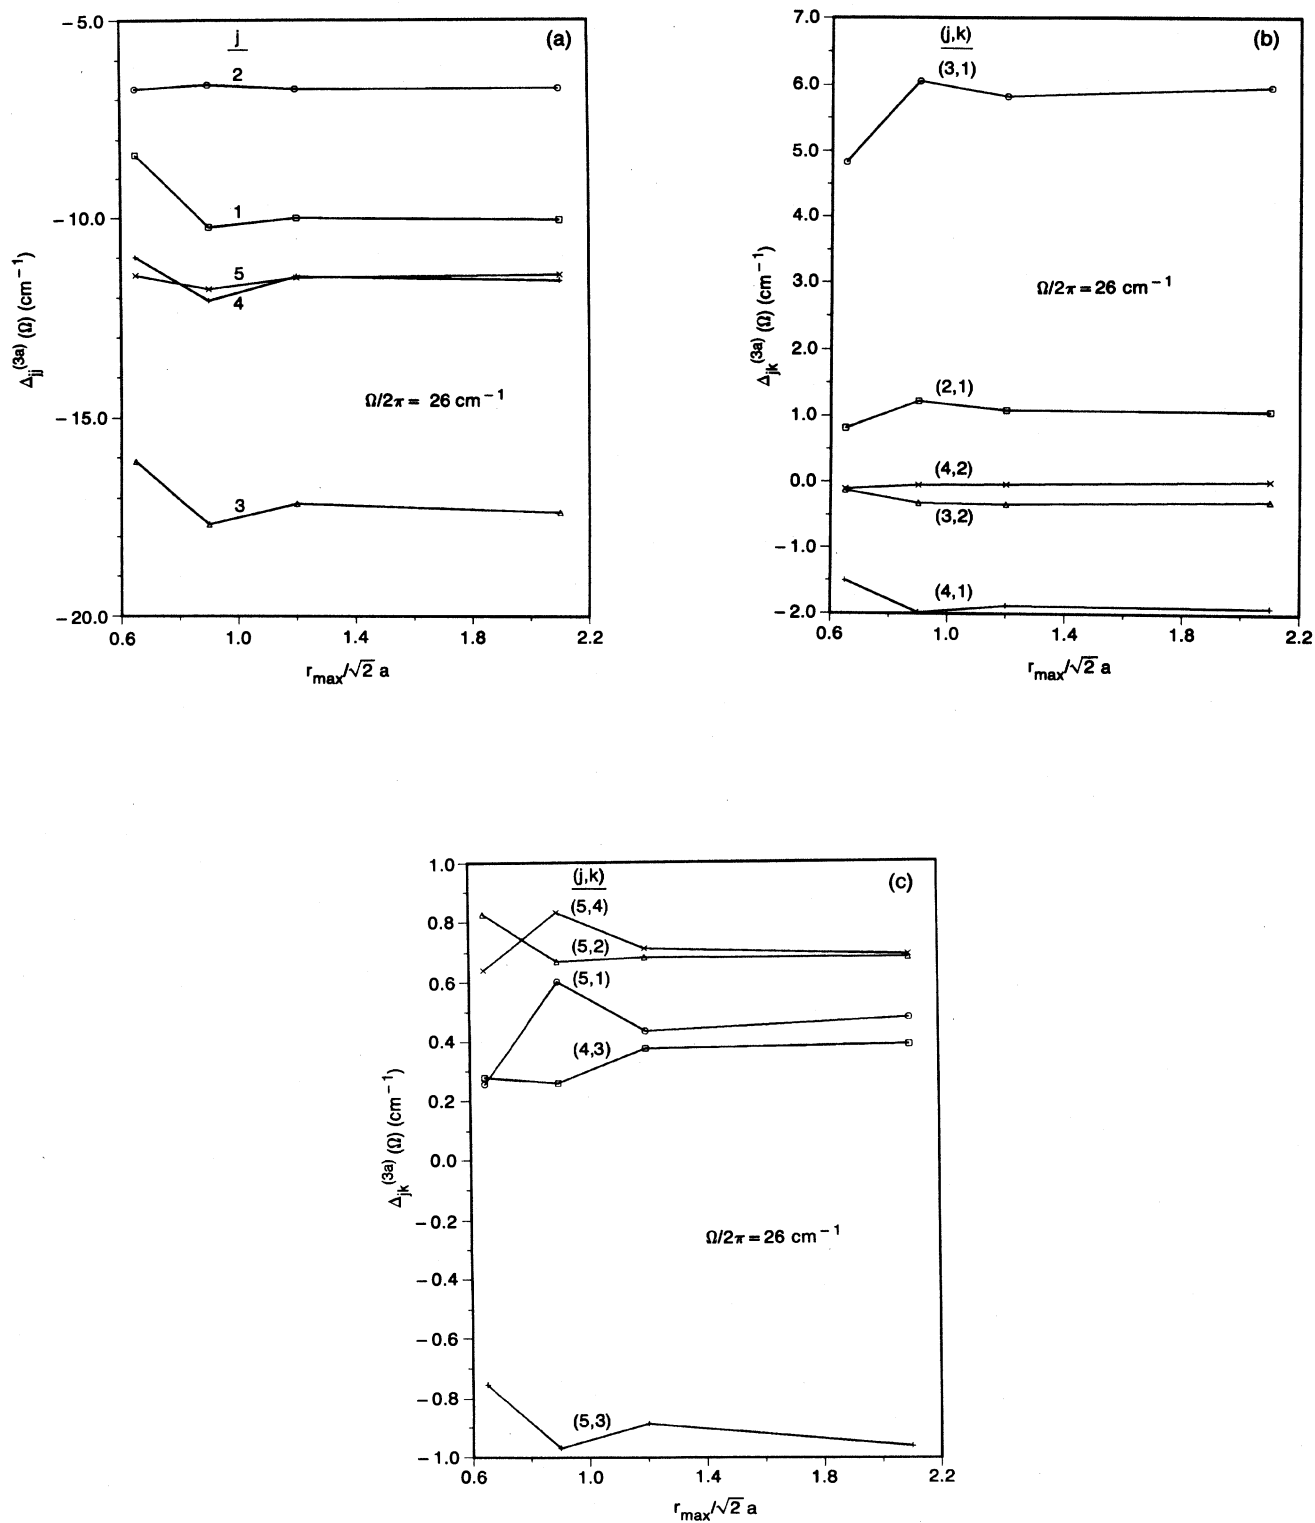 (a)
j
2
1
5
4
3
−5.0
−10.0
−15.0
−20.0
Δjj(3a) (Ω) (cm−1)
Ω/2π = 26 cm−1
0.6 1.0 1.4 1.8 2.2
rmax/√2 a
(b)
(j,k)
(3,1)
(2,1)
(4,2)
(3,2)
(4,1)
7.0
6.0
5.0
4.0
3.0
2.0
1.0
0.0
−1.0
−2.0
Δjk(3a) (Ω) (cm−1)
Ω/2π = 26 cm−1
0.6 1.0 1.4 1.8 2.2
rmax/√2 a
(c)
(j,k)
(5,4)
(5,2)
(5,1)
(4,3)
(5,3)
1.0
0.8
0.6
0.4
0.2
0.0
−0.2
−0.4
−0.6
−0.8
−1.0
Δjk(3a) (Ω) (cm−1)
Ω/2π = 26 cm−1
0.6 1.0 1.4 1.8 2.2
rmax/√2 a